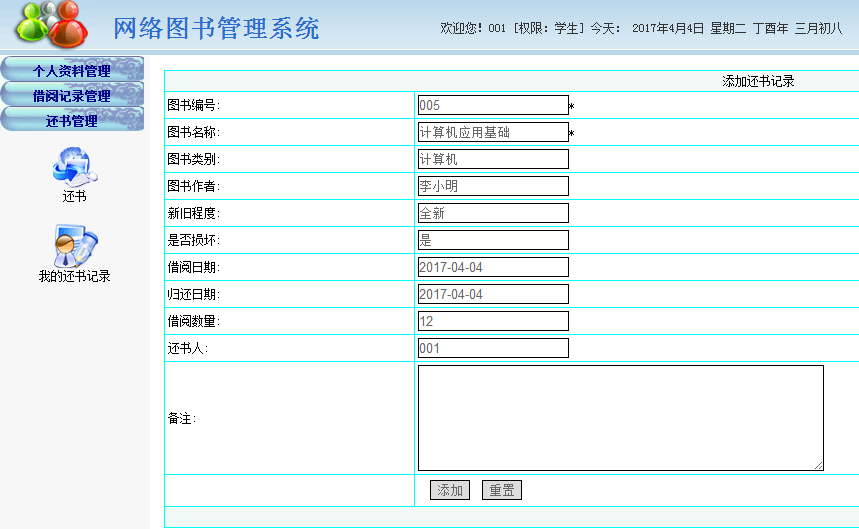 网络图书管理系统
欢迎您！001 [权限：学生] 今天： 2017年4月4日 星期二 丁酉年 三月初八
个人资料管理
借阅记录管理
还书管理
还书
我的还书记录
添加还书记录
图书编号: 005*
图书名称: 计算机应用基础*
图书类别: 计算机
图书作者: 李小明
新旧程度: 全新
是否损坏: 是
借阅日期: 2017-04-04
归还日期: 2017-04-04
借阅数量: 12
还书人: 001
备注:
添加 重置